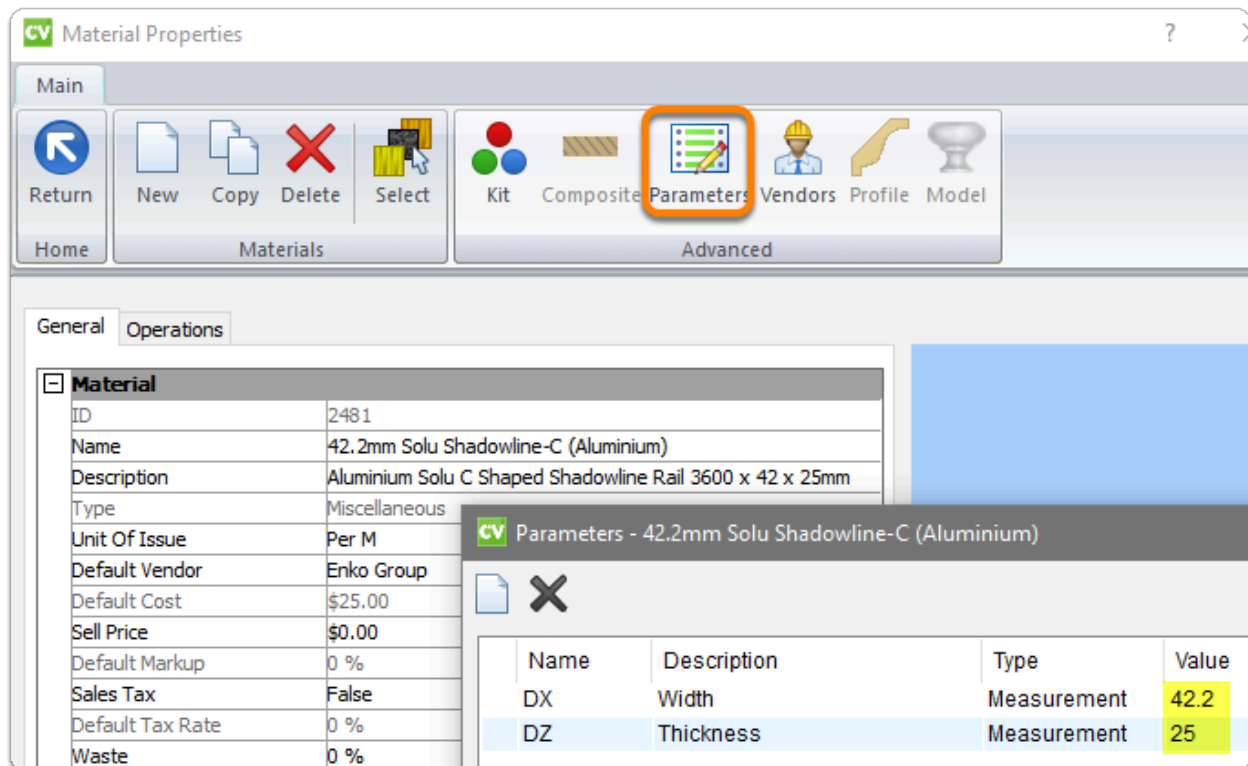 CV Material Properties ?
Main
Return New Copy Delete Select Kit Composite Parameters Vendors Profile Model
Home Materials Advanced
General Operations
Material
ID 2481
Name 42.2mm Solu Shadowline-C (Aluminium)
Description Aluminium Solu C Shaped Shadowline Rail 3600 x 42 x 25mm
Type Miscellaneous
Unit Of Issue Per M
Default Vendor Enko Group
Default Cost $25.00
Sell Price $0.00
Default Markup 0 %
Sales Tax False
Default Tax Rate 0 %
Waste 0 %
CV Parameters - 42.2mm Solu Shadowline-C (Aluminium)
Name Description Type Value
DX Width Measurement 42.2
DZ Thickness Measurement 25